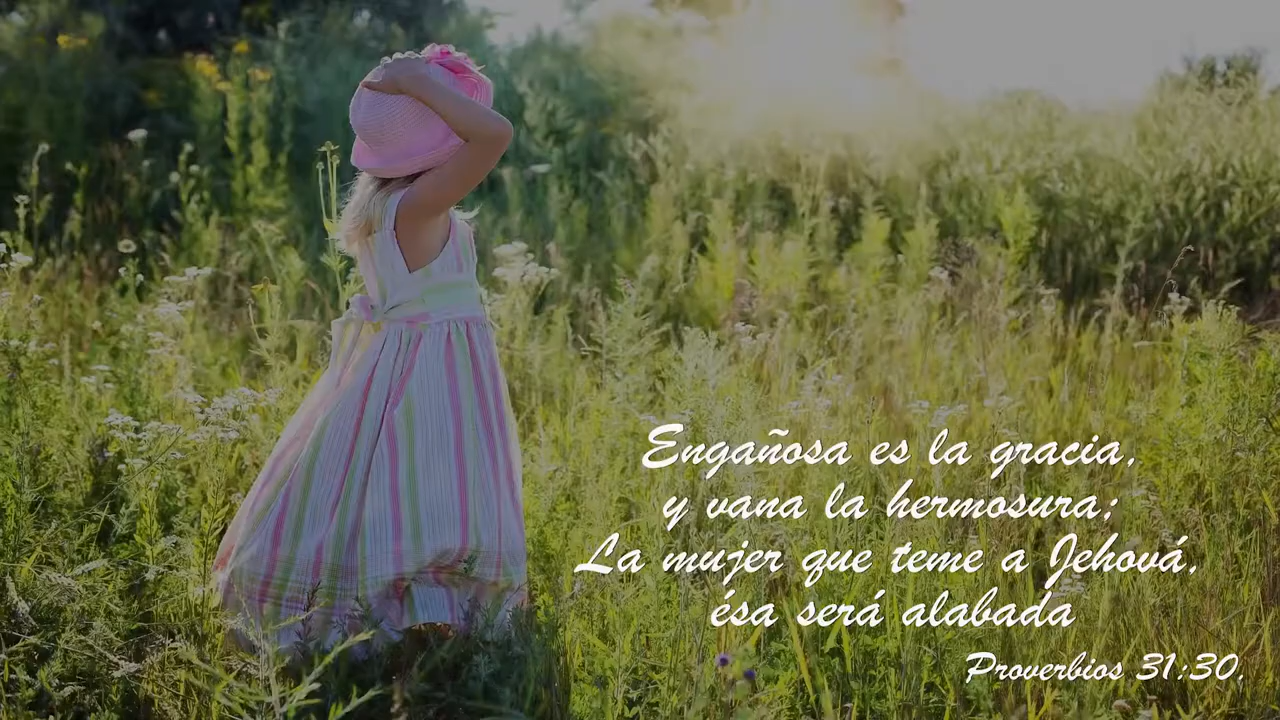 Engañosa es la gracia,
y vana la hermosura;
La mujer que teme a Jehová,
ésa será alabada
Proverbios 31:30.